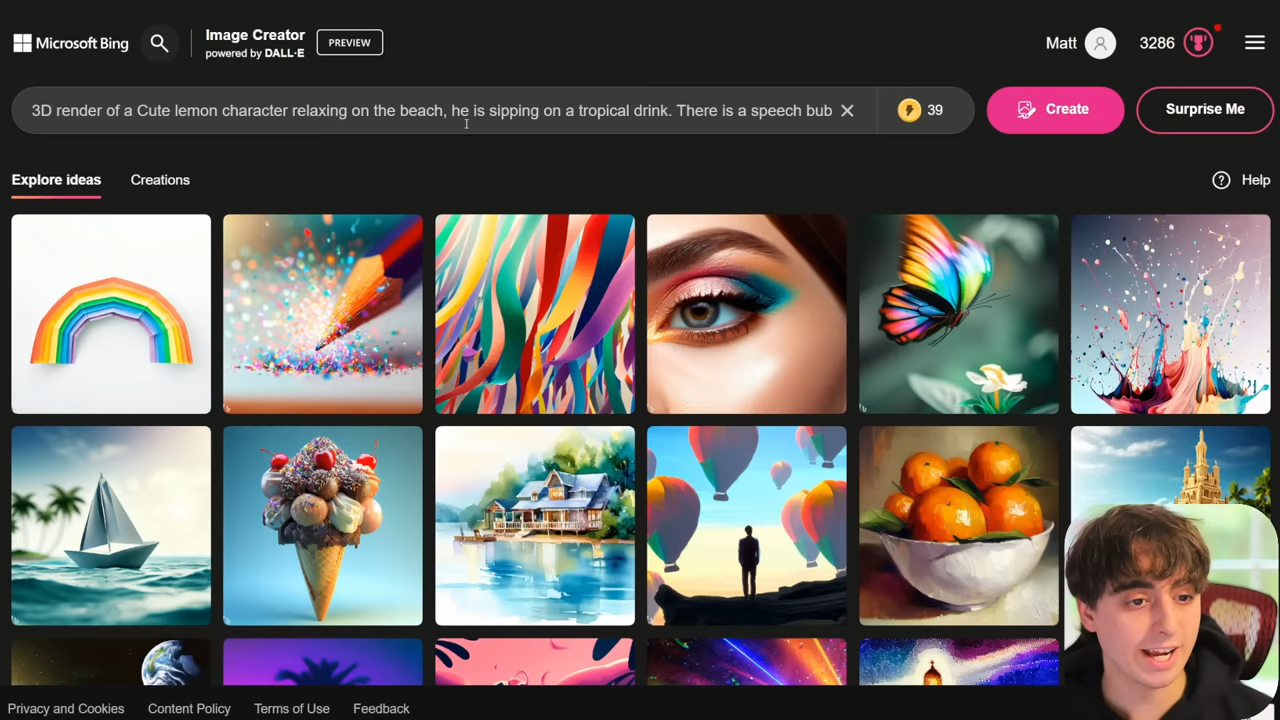 Microsoft Bing
Image Creator
powered by DALL·E
PREVIEW
Matt
3286
3D render of a Cute lemon character relaxing on the beach, he is sipping on a tropical drink. There is a speech bub
39
Create
Surprise Me
Explore ideas
Creations
Help
Privacy and Cookies
Content Policy
Terms of Use
Feedback